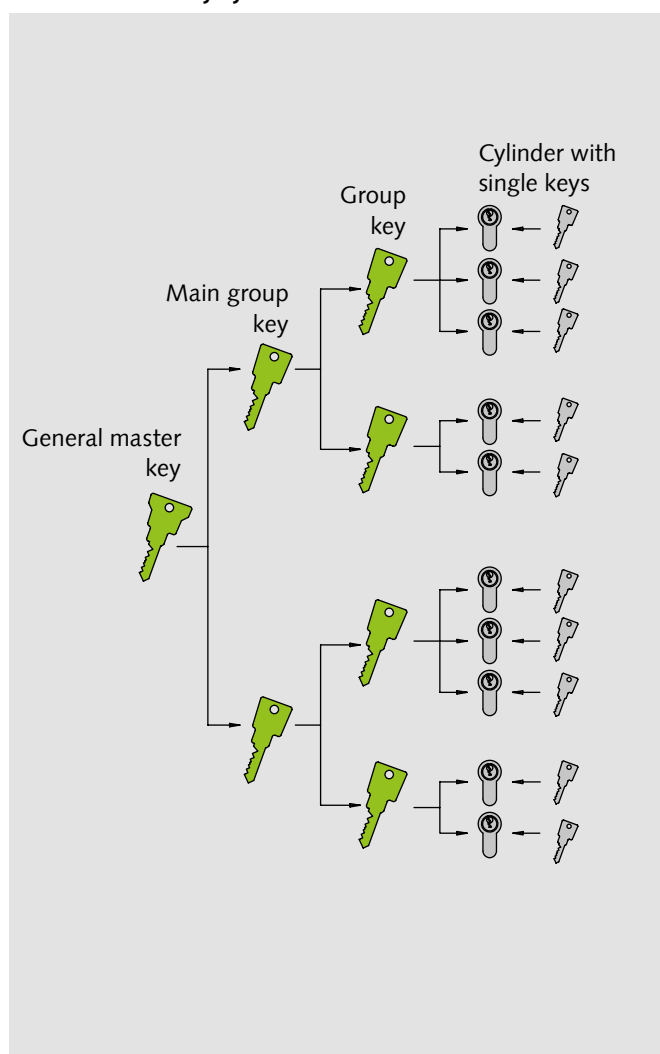 Cylinder with
single keys
Group
key
Main group
key
General master
key